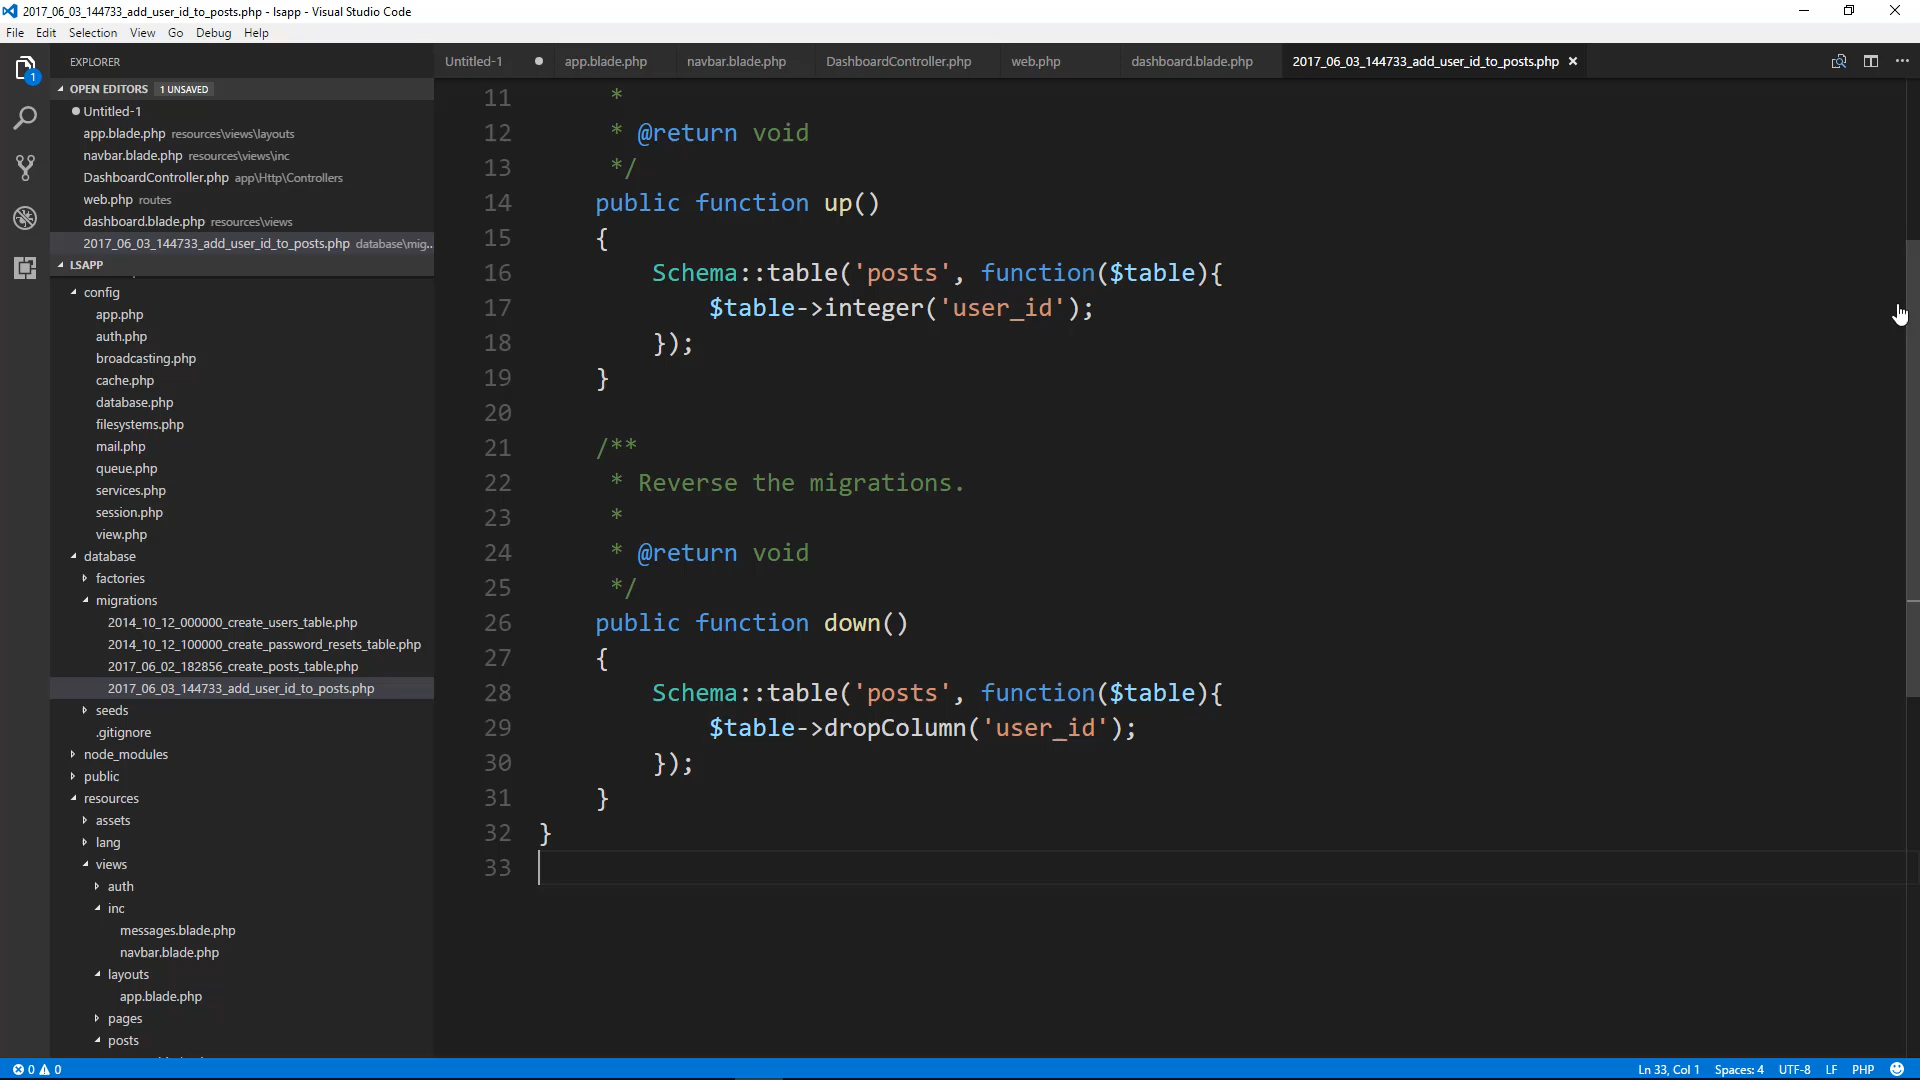 2017_06_03_144733_add_user_id_to_posts.php - lsapp - Visual Studio Code
File Edit Selection View Go Debug Help
1
EXPLORER
OPEN EDITORS 1 UNSAVED
Untitled-1
app.blade.php resources\views\layouts
navbar.blade.php resources\views\inc
DashboardController.php app\Http\Controllers
web.php routes
dashboard.blade.php resources\views
2017_06_03_144733_add_user_id_to_posts.php database\mig...
LSAPP
config
app.php
auth.php
broadcasting.php
cache.php
database.php
filesystems.php
mail.php
queue.php
services.php
session.php
view.php
database
factories
migrations
2014_10_12_000000_create_users_table.php
2014_10_12_100000_create_password_resets_table.php
2017_06_02_182856_create_posts_table.php
2017_06_03_144733_add_user_id_to_posts.php
seeds
.gitignore
node_modules
public
resources
assets
lang
views
auth
inc
messages.blade.php
navbar.blade.php
layouts
app.blade.php
pages
posts
Untitled-1 app.blade.php navbar.blade.php DashboardController.php web.php dashboard.blade.php 2017_06_03_144733_add_user_id_to_posts.php
11 *
12 * @return void
13 */
14 public function up()
15 {
16 Schema::table('posts', function($table){
17 $table->integer('user_id');
18 });
19 }
20
21 /**
22 * Reverse the migrations.
23 *
24 * @return void
25 */
26 public function down()
27 {
28 Schema::table('posts', function($table){
29 $table->dropColumn('user_id');
30 });
31 }
32 }
33
0 0 Ln 33, Col 1 Spaces: 4 UTF-8 LF PHP